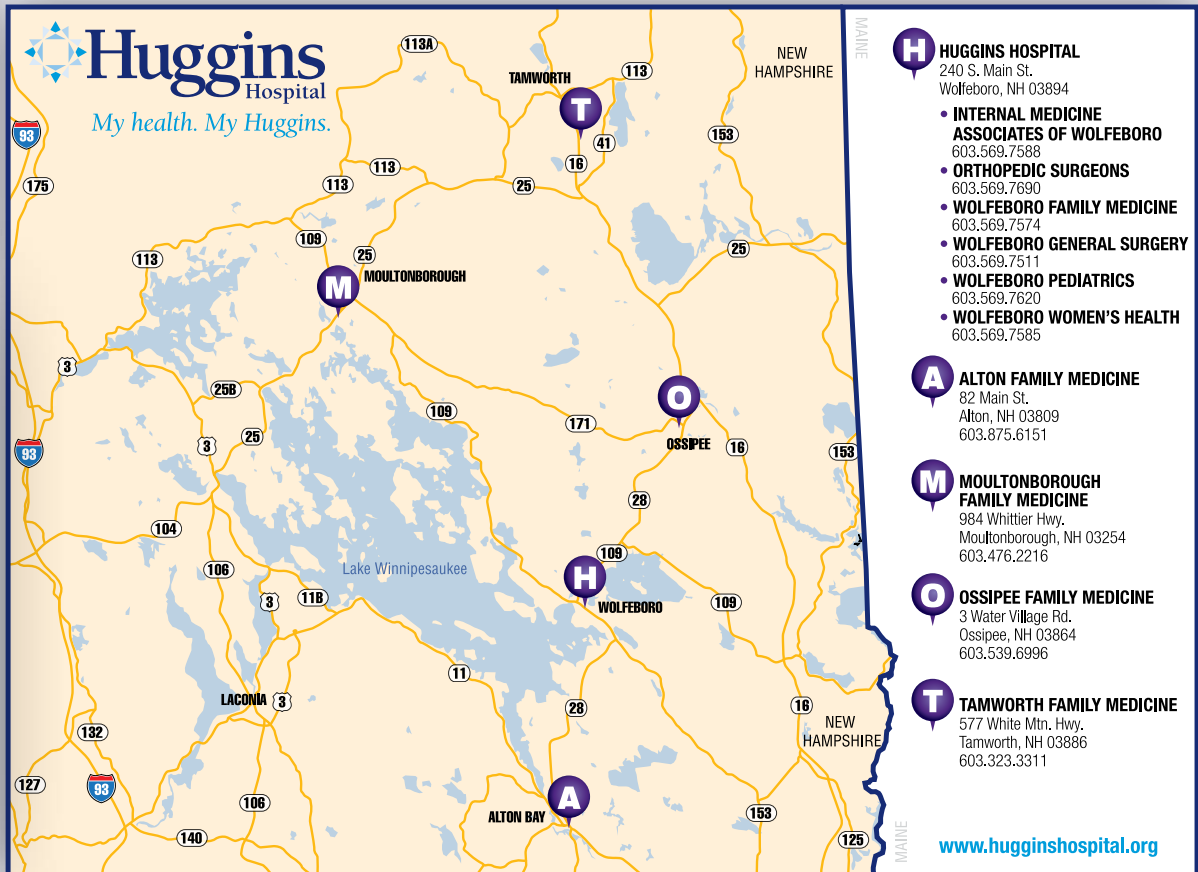 Huggins
Hospital
My health. My Huggins.
113A
NEW
HAMPSHIRE
TAMWORTH
113
T
93
153
41
16
113
175
113
25
109
25
25
113
MOULTONBOROUGH
M
3
25B
O
109
171
25
3
OSSIPEE
16
93
153
28
104
109
Lake Winnipesaukee
106
H
3
11B
WOLFEBORO
109
11
LACONIA
3
28
16
NEW
HAMPSHIRE
132
127
93
A
106
ALTON BAY
153
140
125
MAINE
MAINE
H
HUGGINS HOSPITAL
240 S. Main St.
Wolfeboro, NH 03894
• INTERNAL MEDICINE
ASSOCIATES OF WOLFEBORO
603.569.7588
• ORTHOPEDIC SURGEONS
603.569.7690
• WOLFEBORO FAMILY MEDICINE
603.569.7574
• WOLFEBORO GENERAL SURGERY
603.569.7511
• WOLFEBORO PEDIATRICS
603.569.7620
• WOLFEBORO WOMEN'S HEALTH
603.569.7585
A
ALTON FAMILY MEDICINE
82 Main St.
Alton, NH 03809
603.875.6151
M
MOULTONBOROUGH
FAMILY MEDICINE
984 Whittier Hwy.
Moultonborough, NH 03254
603.476.2216
O
OSSIPEE FAMILY MEDICINE
3 Water Village Rd.
Ossipee, NH 03864
603.539.6996
T
TAMWORTH FAMILY MEDICINE
577 White Mtn. Hwy.
Tamworth, NH 03886
603.323.3311
www.hugginshospital.org